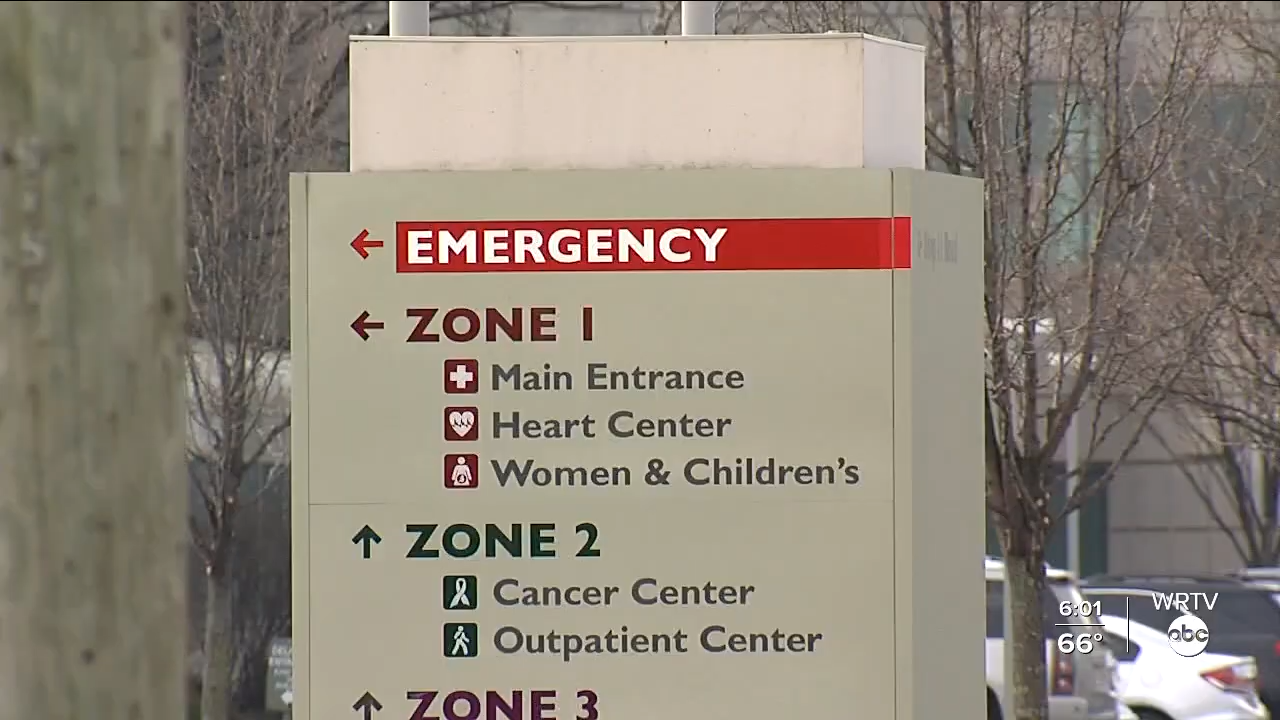 EMERGENCY
ZONE 1
Main Entrance
Heart Center
Women & Children's
ZONE 2
Cancer Center
Outpatient Center
ZONE 3
6:01
66°
WRTV
abc